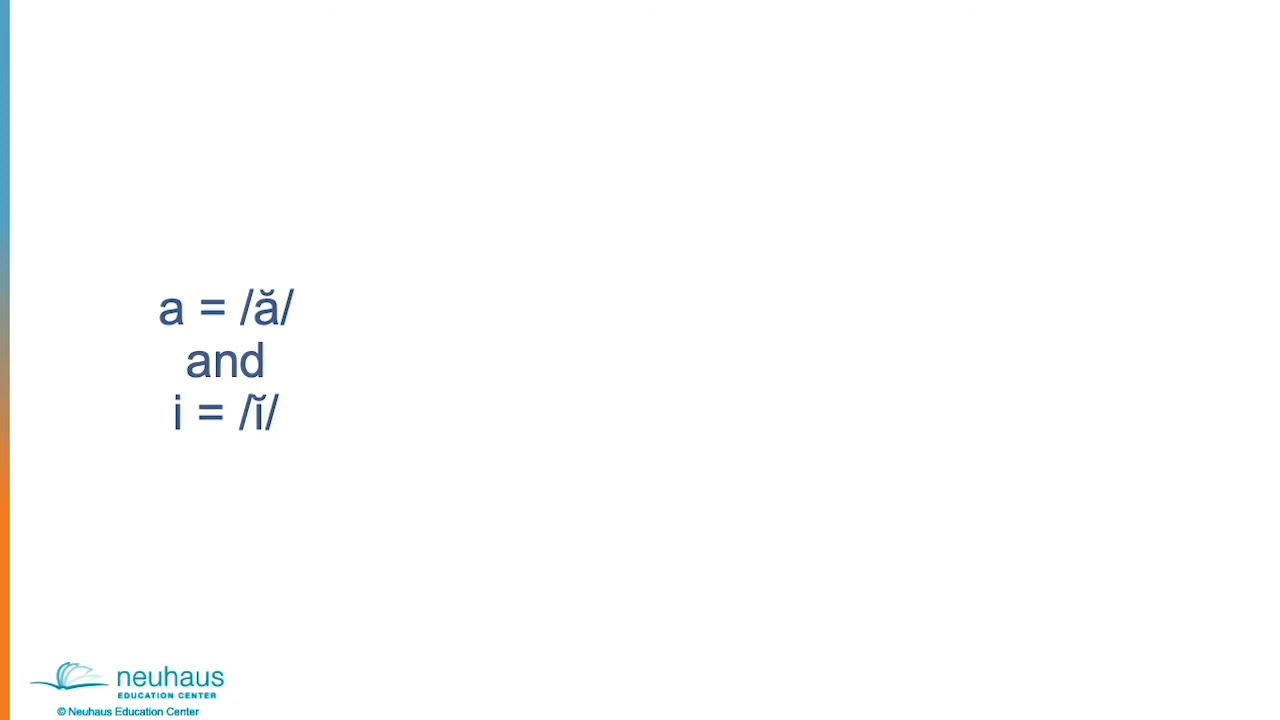 a = /ă/
and
i = /ĭ/
neuhaus
EDUCATION CENTER
© Neuhaus Education Center